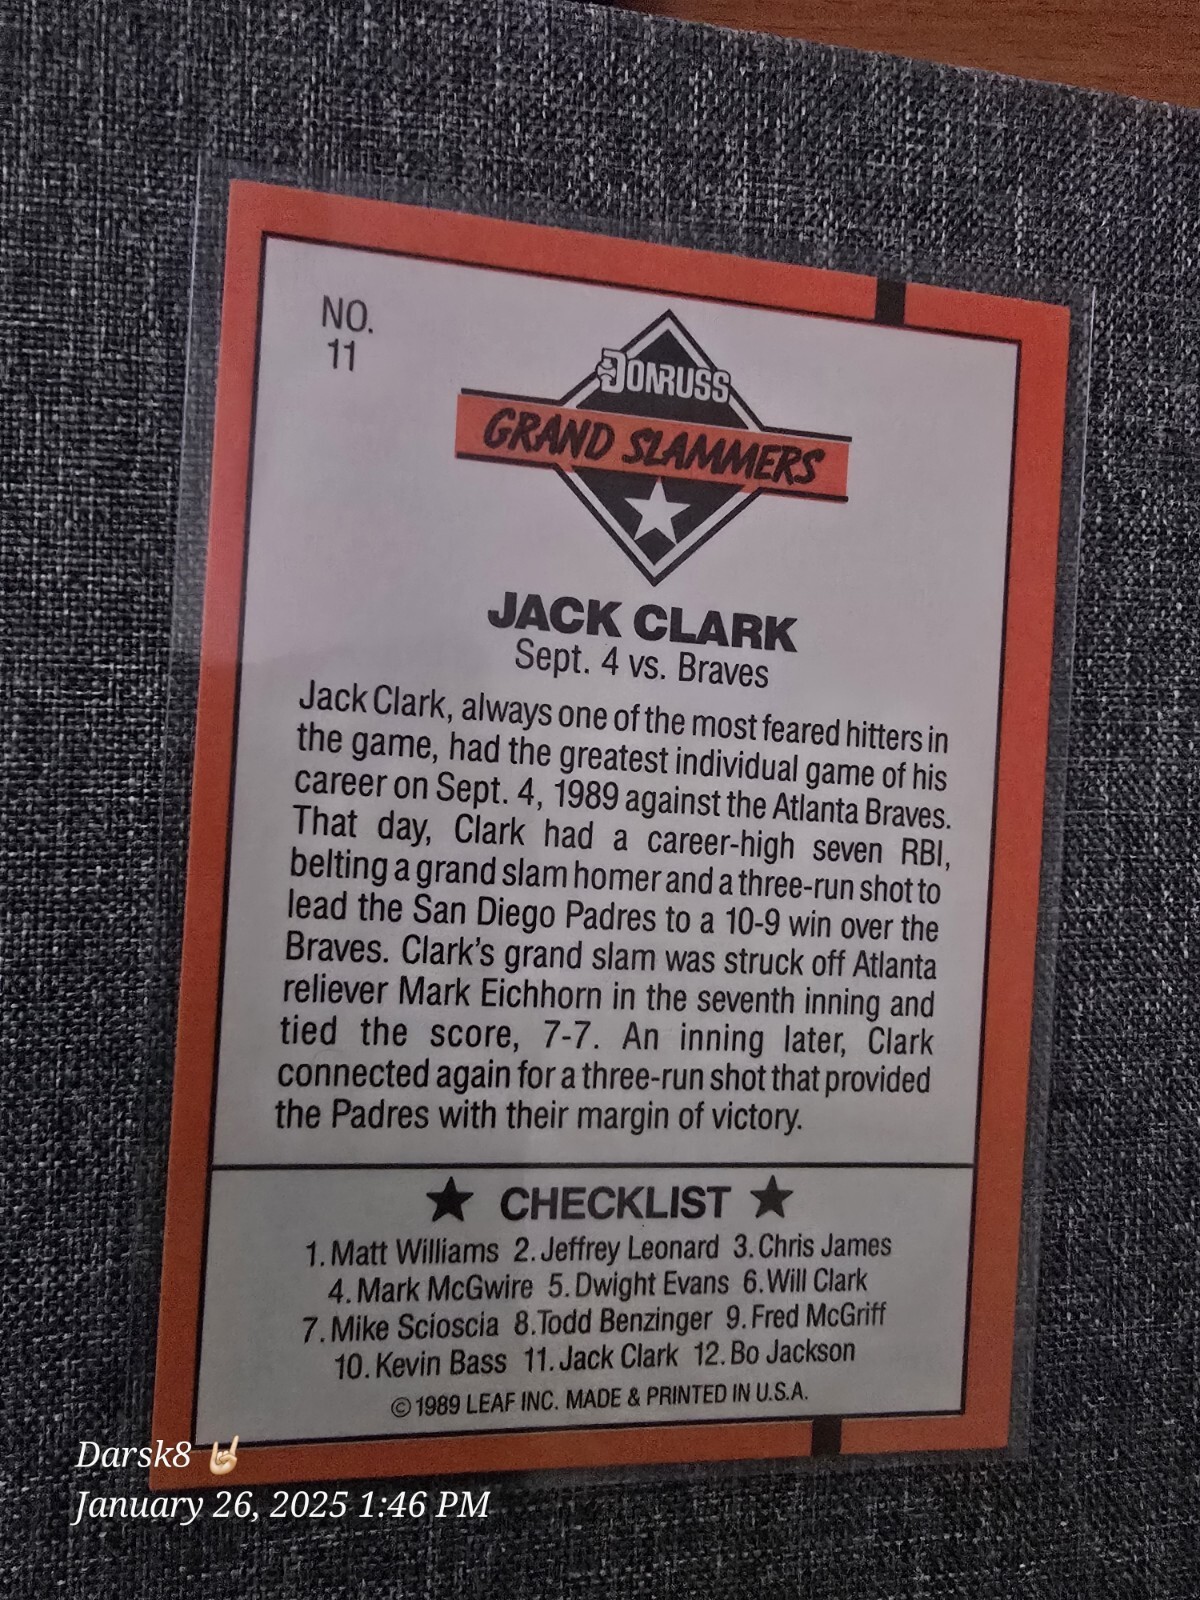 NO.
11
DONRUSS
GRAND SLAMMERS
JACK CLARK
Sept. 4 vs. Braves
Jack Clark, always one of the most feared hitters in
the game, had the greatest individual game of his
career on Sept. 4, 1989 against the Atlanta Braves.
That day, Clark had a career-high seven RBI,
belting a grand slam homer and a three-run shot to
lead the San Diego Padres to a 10-9 win over the
Braves. Clark's grand slam was struck off Atlanta
reliever Mark Eichhorn in the seventh inning and
tied the score, 7-7. An inning later, Clark
connected again for a three-run shot that provided
the Padres with their margin of victory.
★ CHECKLIST ★
1. Matt Williams 2. Jeffrey Leonard 3. Chris James
4. Mark McGwire 5. Dwight Evans 6. Will Clark
7. Mike Scioscia 8. Todd Benzinger 9. Fred McGriff
10. Kevin Bass 11. Jack Clark 12. Bo Jackson
© 1989 LEAF INC. MADE & PRINTED IN U.S.A.
Darsk8 🤘🏻
January 26, 2025 1:46 PM